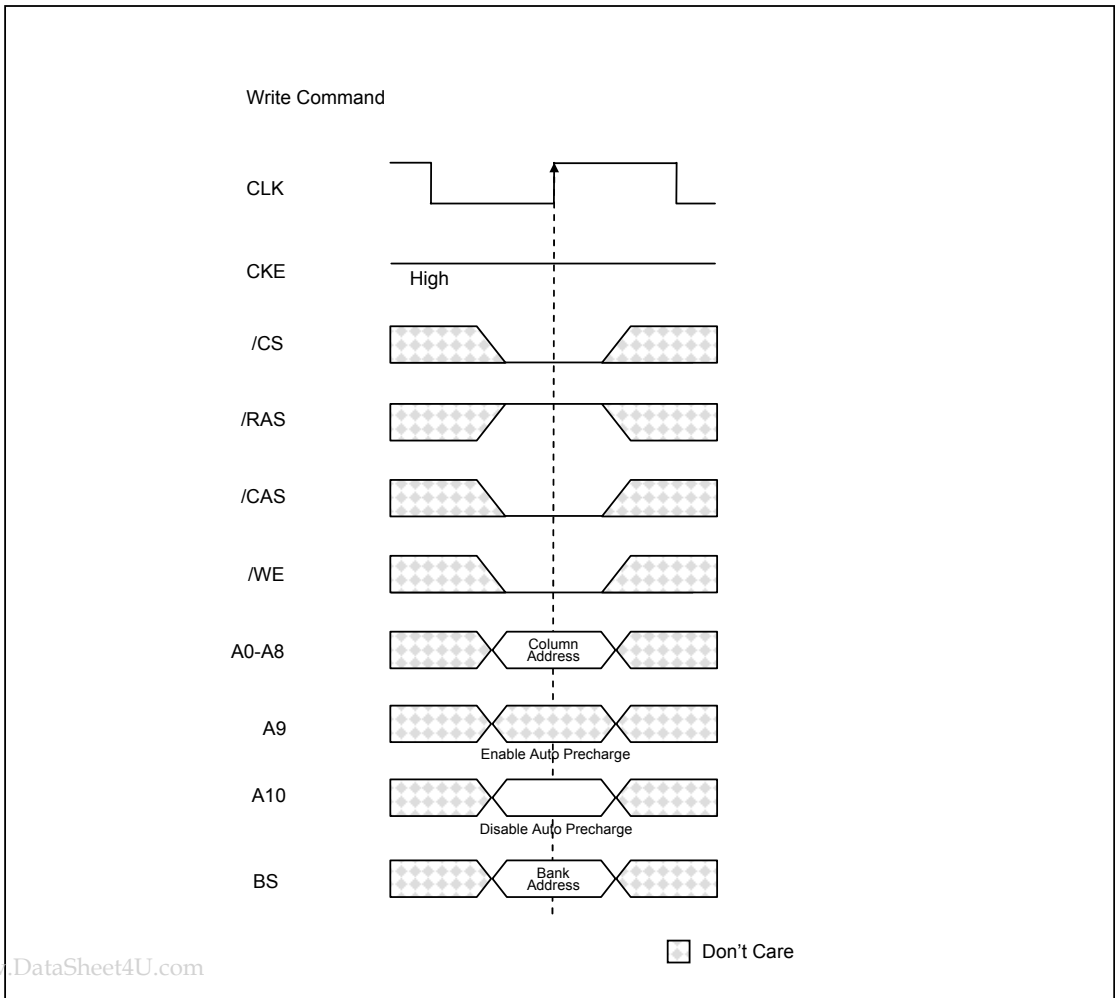 Write Command
CLK
CKE
High
/CS
/RAS
/CAS
/WE
A0-A8
Column
Address
A9
Enable Auto Precharge
A10
Disable Auto Precharge
BS
Bank
Address
Don't Care
.DataSheet4U.com